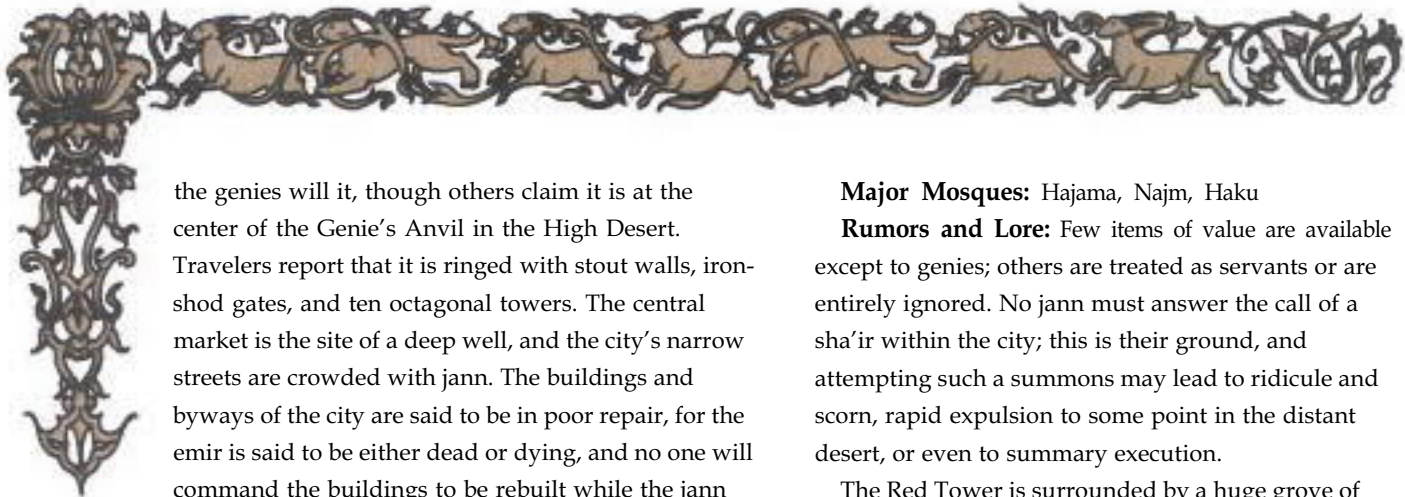 the genies will it, though others claim it is at the
center of the Genie’s Anvil in the High Desert.
Travelers report that it is ringed with stout walls, iron-
shod gates, and ten octagonal towers. The central
market is the site of a deep well, and the city’s narrow
streets are crowded with jann. The buildings and
byways of the city are said to be in poor repair, for the
emir is said to be either dead or dying, and no one will
command the buildings to be rebuilt while the jann
Major Mosques: Hajama, Najm, Haku
Rumors and Lore: Few items of value are available
except to genies; others are treated as servants or are
entirely ignored. No jann must answer the call of a
sha’ir within the city; this is their ground, and
attempting such a summons may lead to ridicule and
scorn, rapid expulsion to some point in the distant
desert, or even to summary execution.
The Red Tower is surrounded by a huge grove of